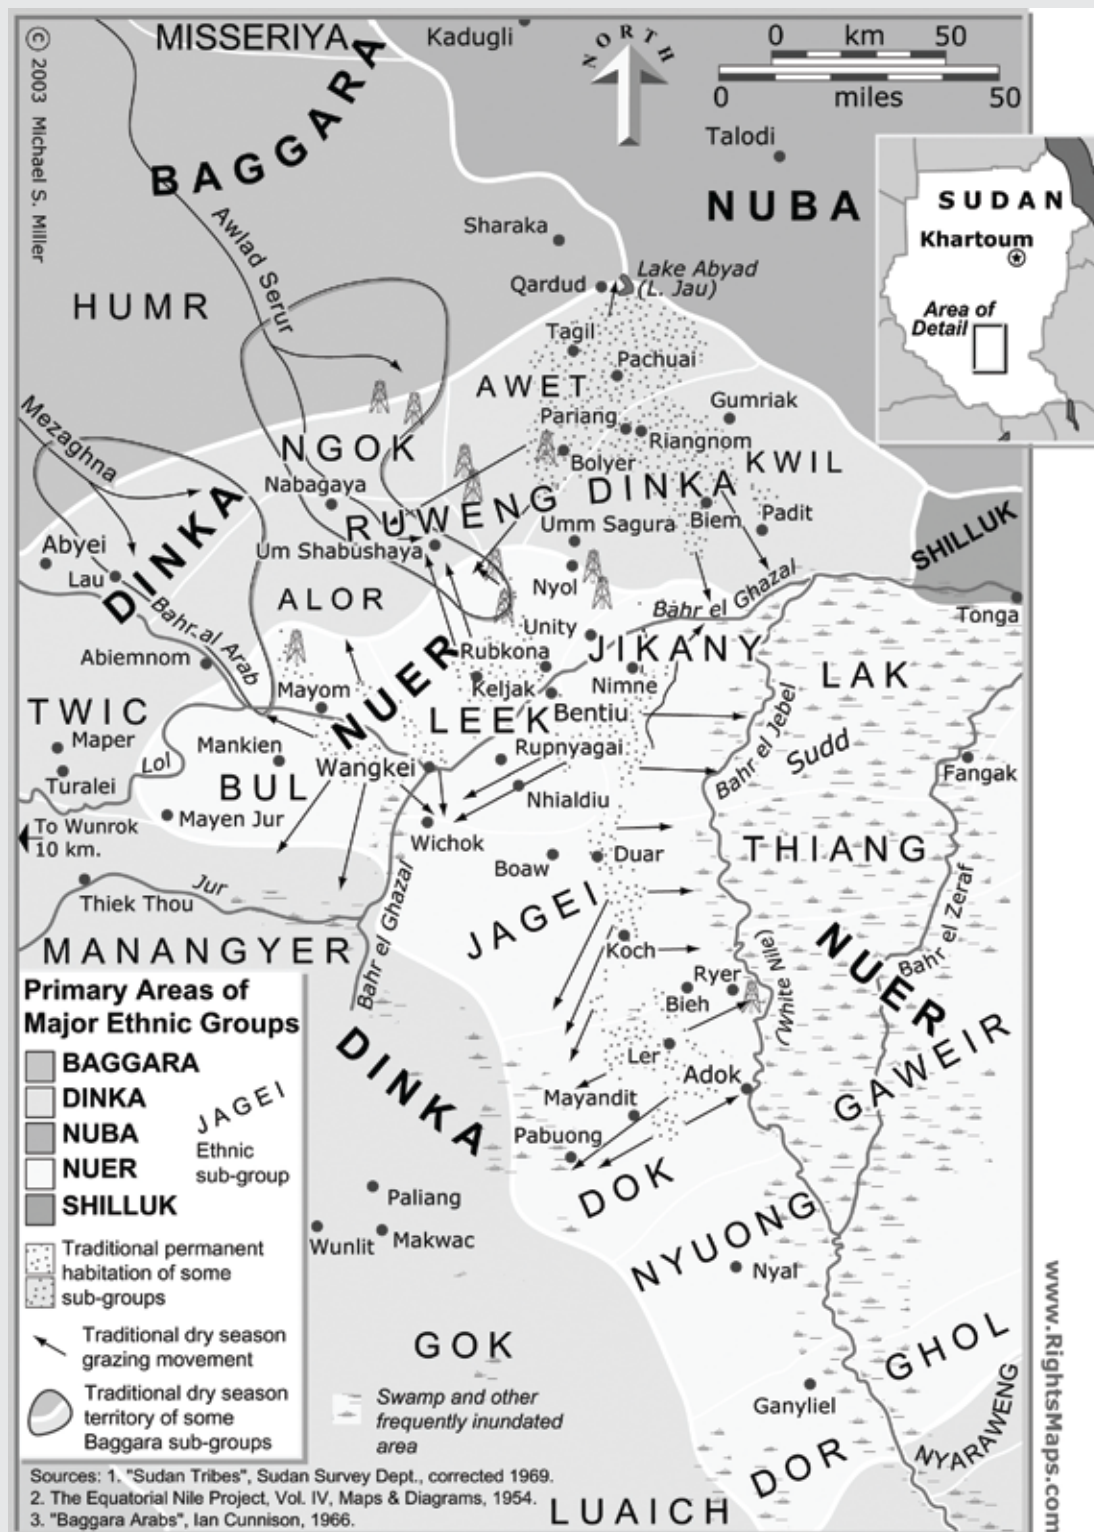 © 2003 Michael S. Miller
MISSERIYA
Kadugli
NORTH
0 km 50
0 miles 50
BAGGARA
Talodi
NUBA
SUDAN
Khartoum
Area of
Detail
Awlad Serur
Sharaka
Qardud
Lake Abyad
(L. Jau)
HUMR
Tagil
Pachuai
AWET
Mezaghna
Pariang
Gumriak
NGOK
Riangnom
Bolyer
KWIL
Nabagaya
DINKA
RUWENG DINKA
Umm Sagura
Biem
Padit
SHILLUK
Abyei
Um Shabushaya
Lau
Nyol
Bahr el Ghazal
ALOR
Tonga
Bahr al Arab
Unity
JIKANY
Abiemnom
NUER
Rubkona
LAK
Mayom
Keljak
Nimne
TWIC
LEEK
Bentiu
Bahr el Jebel
Maper
Mankien
Rupnyagai
Sudd
Lol
Wangkei
Fangak
Turalei
BUL
Nhialdiu
To Wunrok
10 km.
Mayen Jur
Wichok
THIANG
Boaw
Duar
Jur
Thiek Thou
Bahr el Ghazal
JAGEI
Bahr el Zeraf
MANANGYER
Koch
NUER
(White Nile)
Ryer
Bieh
DINKA
Ler
GAWEIR
Adok
Mayandit
Pabuong
DOK
Paliang
Wunlit
Makwac
NYUONG
Nyal
GOK
GHOL
Ganyliel
NYARAWENG
DOR
LUAICH
Primary Areas of
Major Ethnic Groups
BAGGARA
DINKA
NUBA
NUER
SHILLUK
JAGEI
Ethnic
sub-group
Traditional permanent
habitation of some
sub-groups
Traditional dry season
grazing movement
Traditional dry season
territory of some
Baggara sub-groups
Swamp and other
frequently inundated
area
Sources: 1. "Sudan Tribes", Sudan Survey Dept., corrected 1969.
2. The Equatorial Nile Project, Vol. IV, Maps & Diagrams, 1954.
3. "Baggara Arabs", Ian Cunnison, 1966.
www.RightsMaps.com